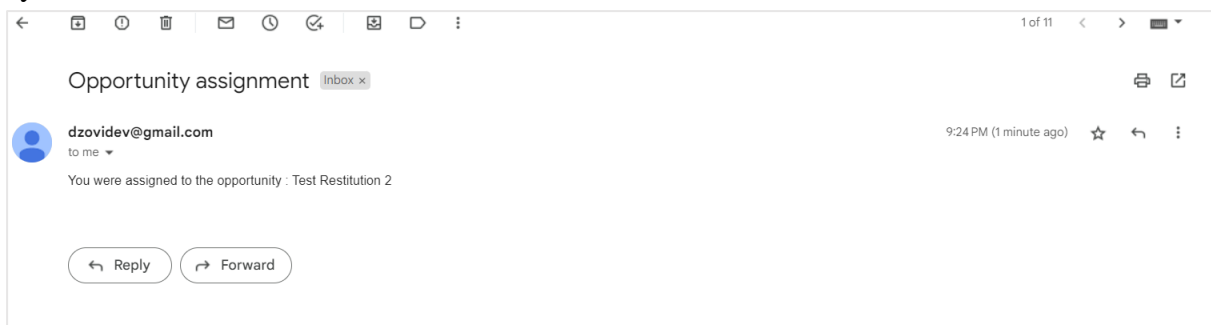 1 of 11
Opportunity assignment Inbox ×
dzovidev@gmail.com 9:24 PM (1 minute ago)
to me
You were assigned to the opportunity : Test Restitution 2
Reply Forward